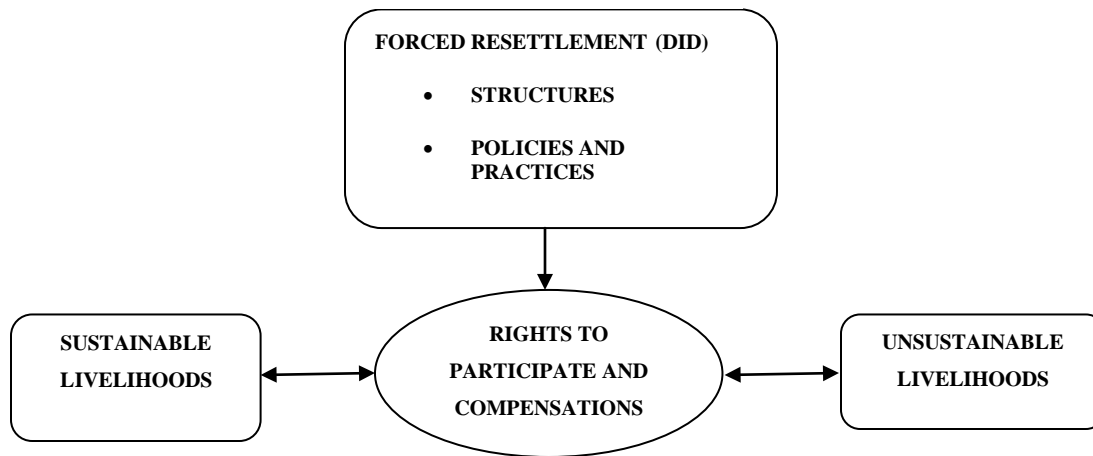 FORCED RESETTLEMENT (DID)
• STRUCTURES
• POLICIES AND
PRACTICES
SUSTAINABLE
LIVELIHOODS
RIGHTS TO
PARTICIPATE AND
COMPENSATIONS
UNSUSTAINABLE
LIVELIHOODS